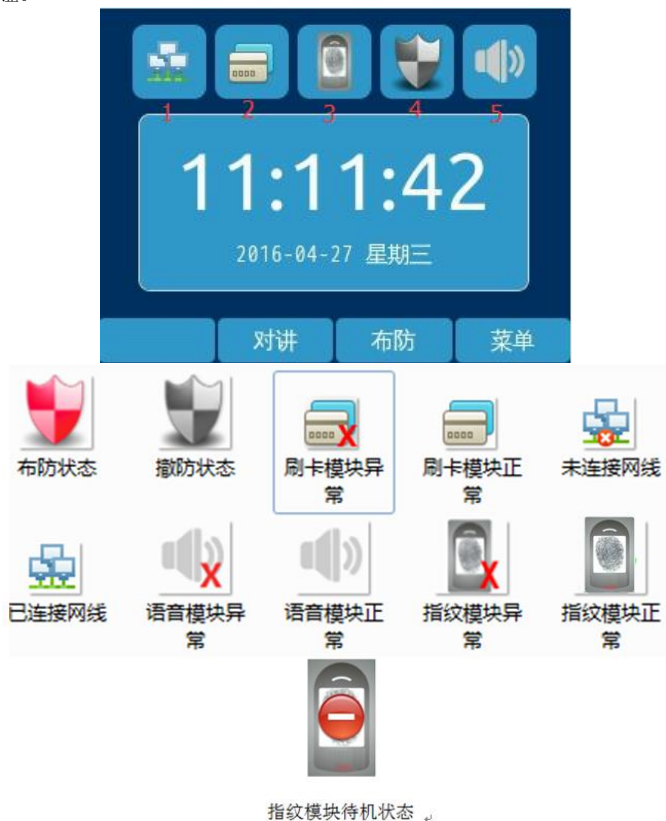 1 2 3 4 5
11:11:42
2016-04-27 星期三
对讲 布防 菜单
布防状态 撤防状态 刷卡模块异常 刷卡模块正常 未连接网线
已连接网线 语音模块异常 语音模块正常 指纹模块异常 指纹模块正常
指纹模块待机状态